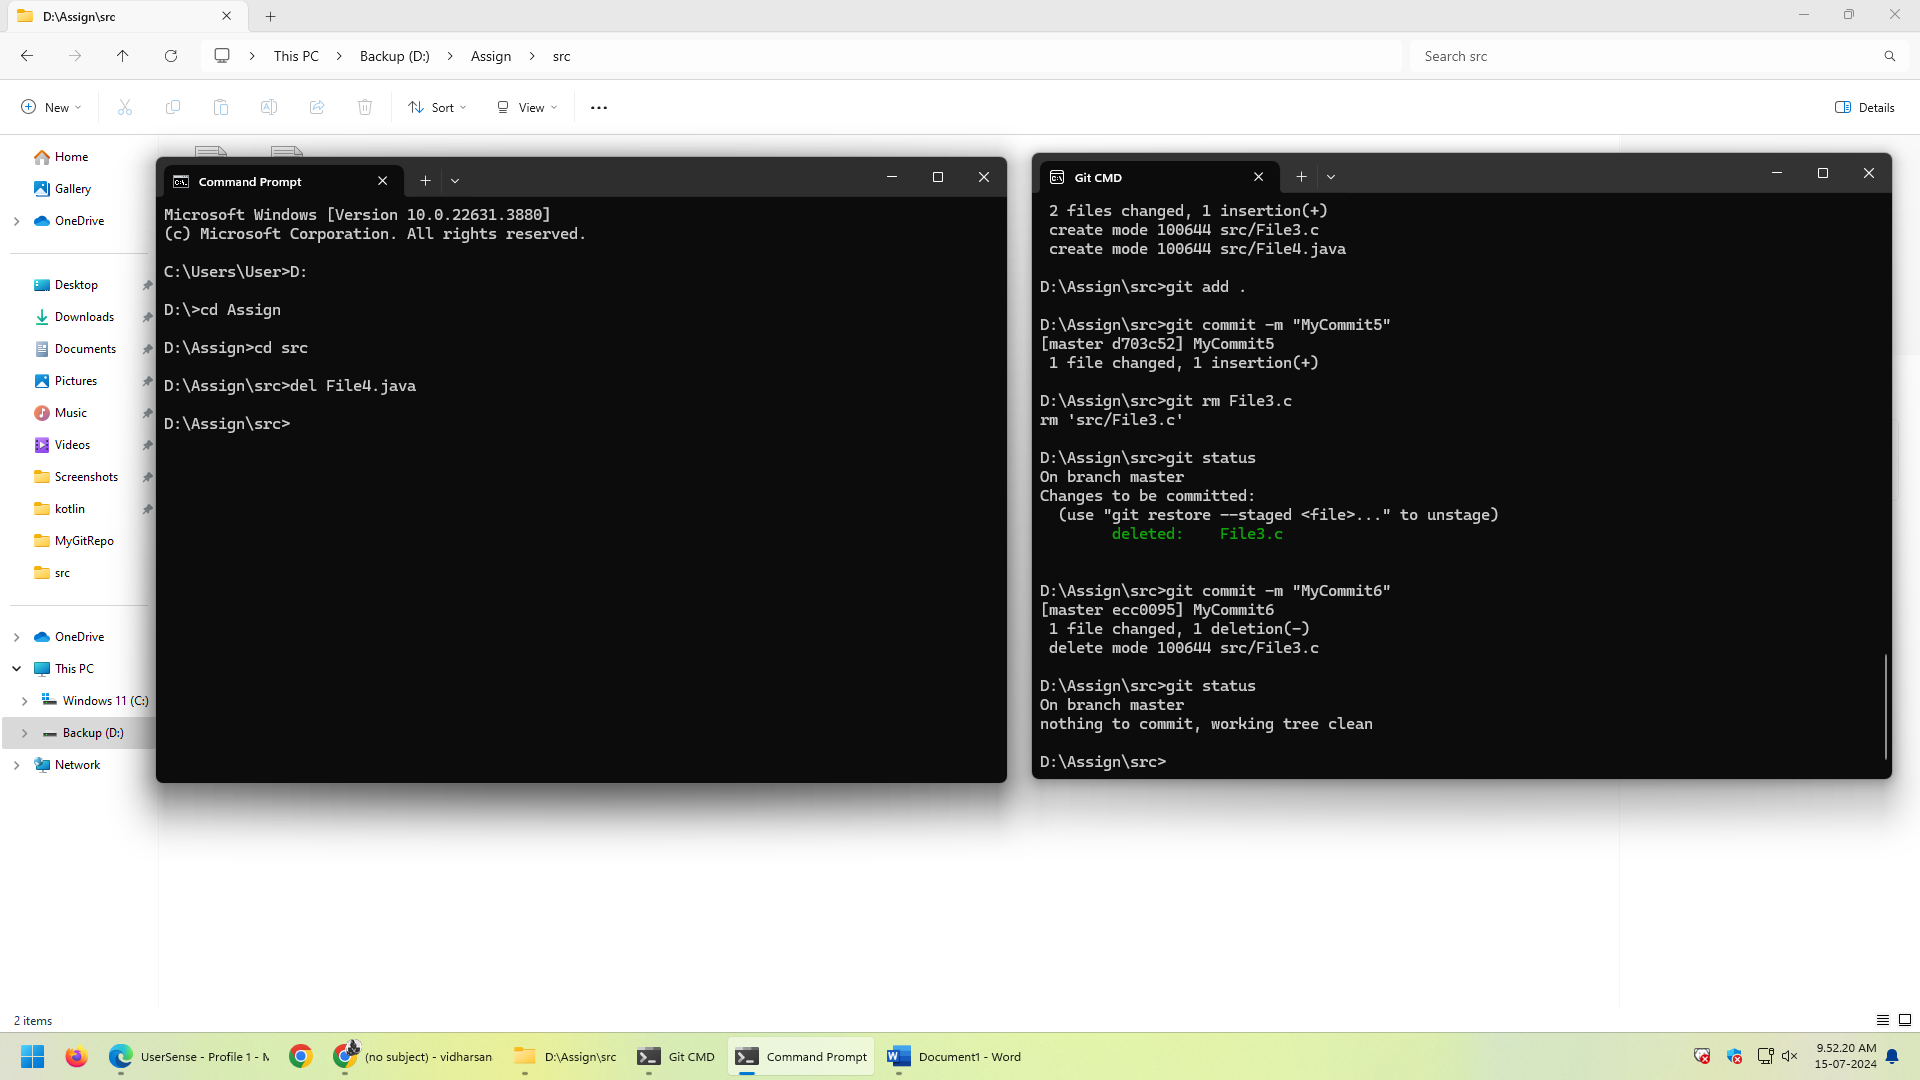 D:\Assign\src
This PC
Backup (D:)
Assign
src
Search src
New
Sort
View
Details
Home
Gallery
OneDrive
Desktop
Downloads
Documents
Pictures
Music
Videos
Screenshots
kotlin
MyGitRepo
src
OneDrive
This PC
Windows 11 (C:)
Backup (D:)
Network
Command Prompt
Microsoft Windows [Version 10.0.22631.3880]
(c) Microsoft Corporation. All rights reserved.
C:\Users\User>D:
D:\>cd Assign
D:\Assign>cd src
D:\Assign\src>del File4.java
D:\Assign\src>
Git CMD
2 files changed, 1 insertion(+)
create mode 100644 src/File3.c
create mode 100644 src/File4.java
D:\Assign\src>git add .
D:\Assign\src>git commit -m "MyCommit5"
[master d703c52] MyCommit5
1 file changed, 1 insertion(+)
D:\Assign\src>git rm File3.c
rm 'src/File3.c'
D:\Assign\src>git status
On branch master
Changes to be committed:
(use "git restore --staged <file>..." to unstage)
deleted:    File3.c
D:\Assign\src>git commit -m "MyCommit6"
[master ecc0095] MyCommit6
1 file changed, 1 deletion(-)
delete mode 100644 src/File3.c
D:\Assign\src>git status
On branch master
nothing to commit, working tree clean
D:\Assign\src>
2 items
UserSense - Profile 1 - M
(no subject) - vidharsan
D:\Assign\src
Git CMD
Command Prompt
Document1 - Word
9.52.20 AM
15-07-2024